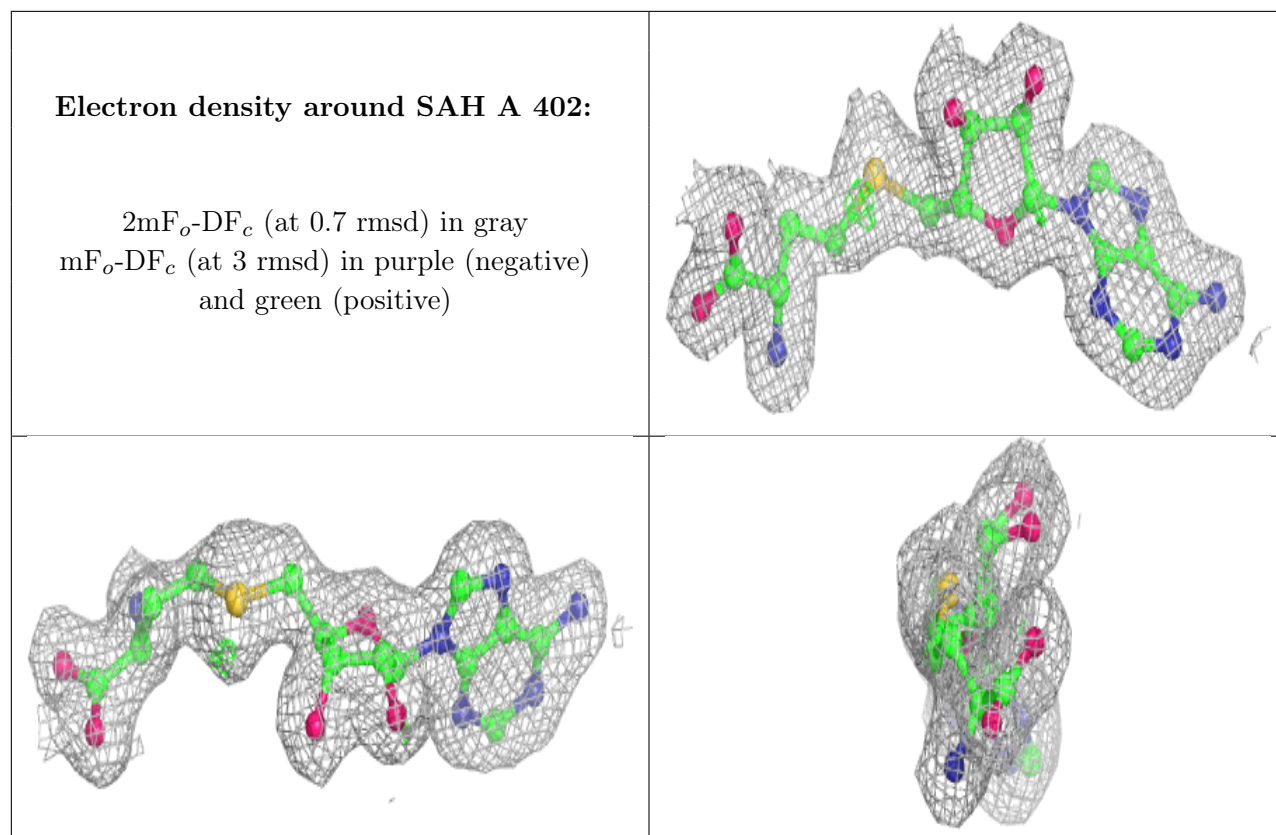 Electron density around SAH A 402:
2mFo-DFc (at 0.7 rmsd) in gray
mFo-DFc (at 3 rmsd) in purple (negative)
and green (positive)